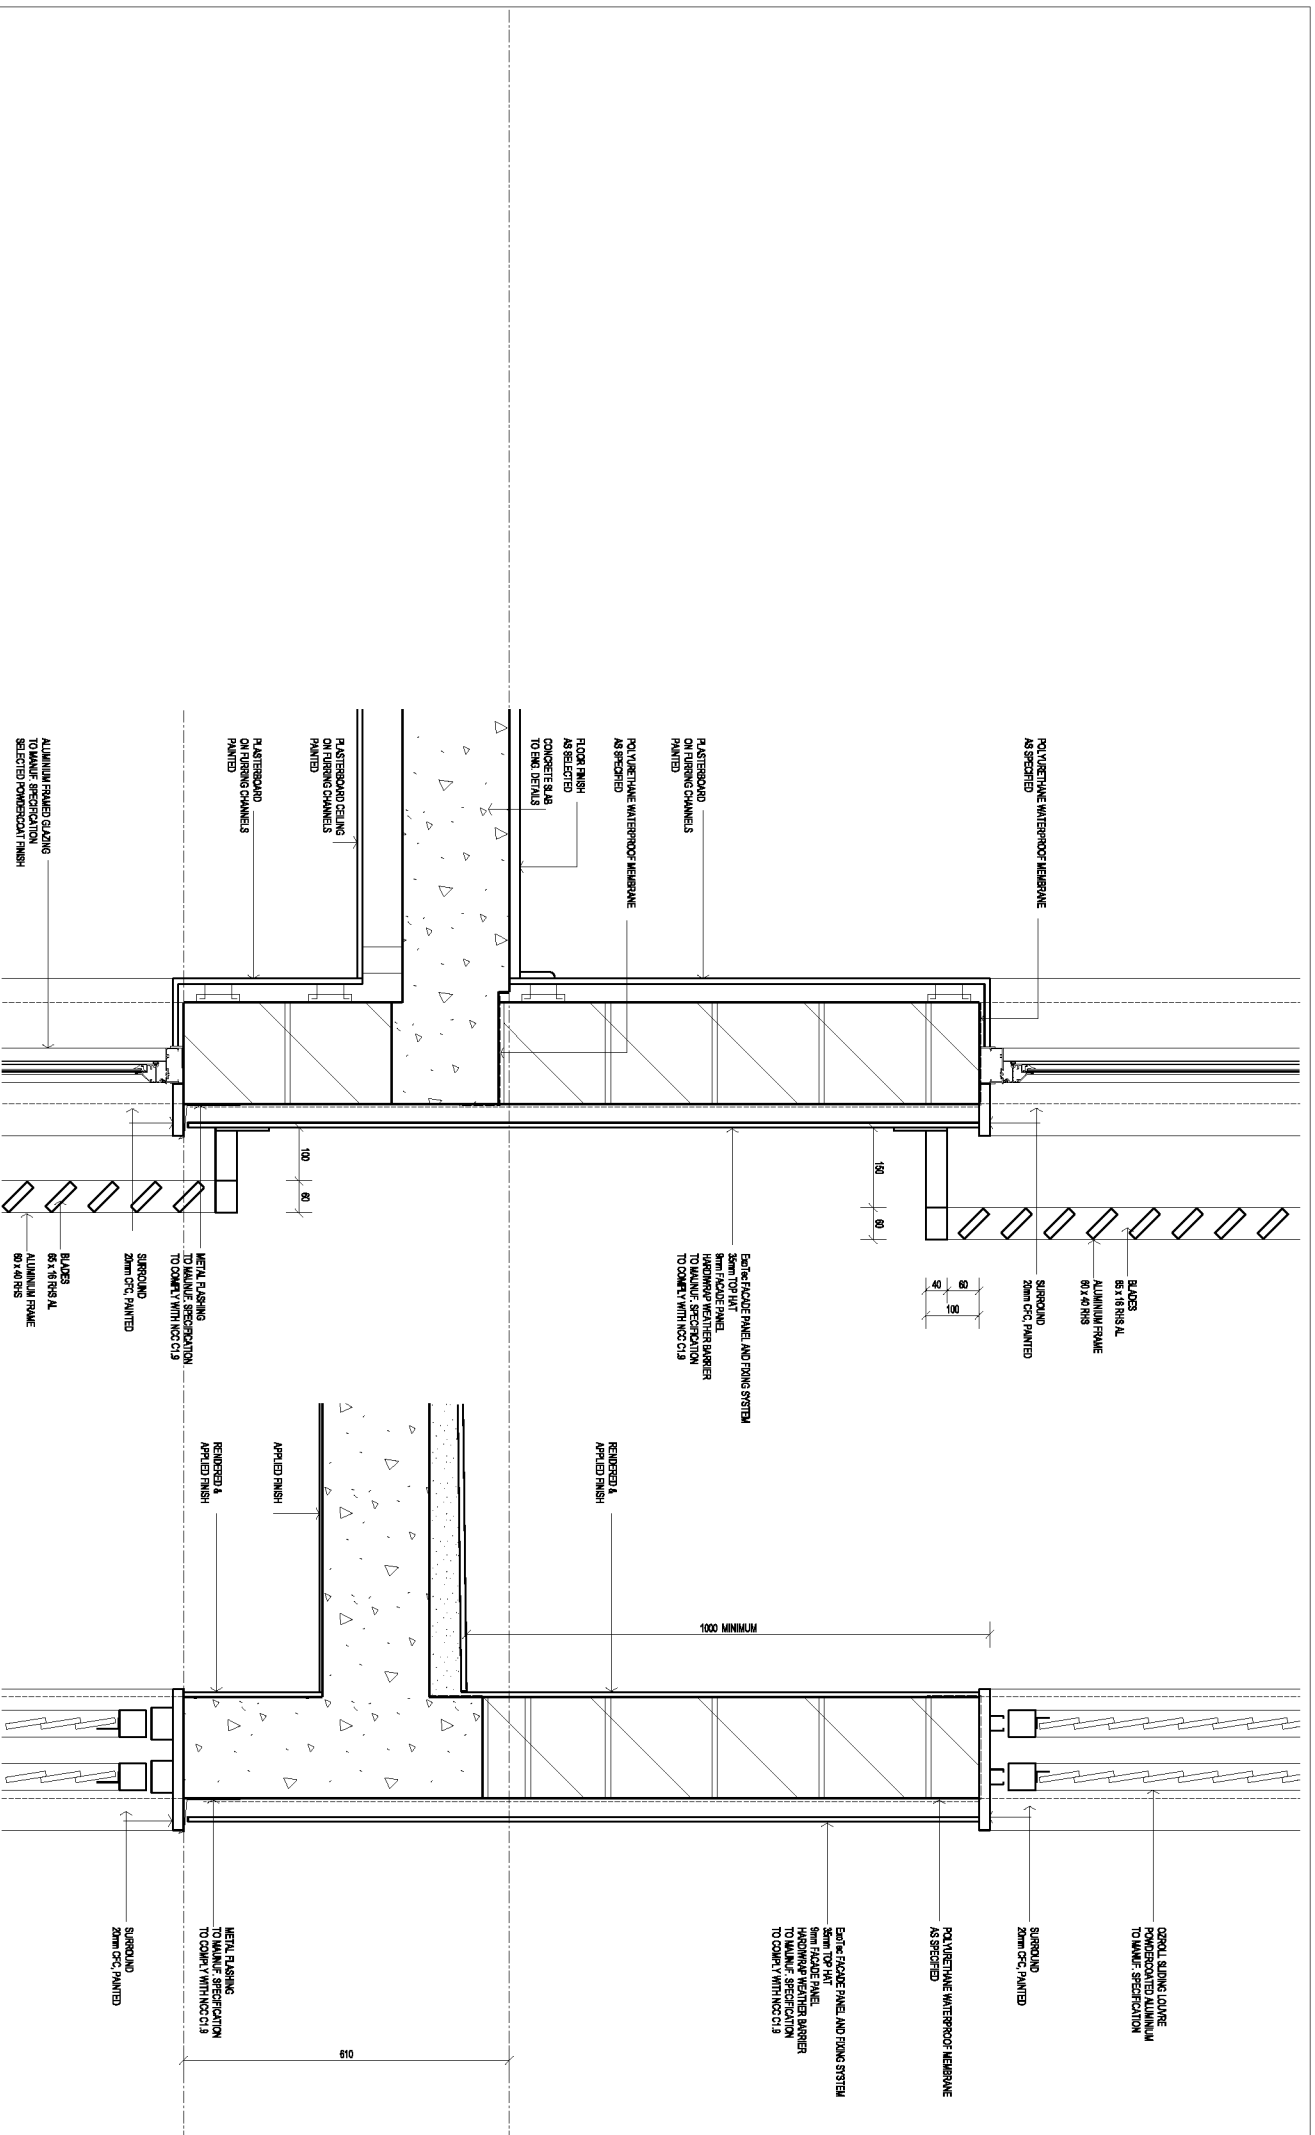 POLYURETHANE WATERPROOF MEMBRANE
AS SPECIFIED
PLASTERBOARD
ON FURRING CHANNELS
PAINTED
POLYURETHANE WATERPROOF MEMBRANE
AS SPECIFIED
FLOOR FINISH
AS SELECTED
CONCRETE SLAB
TO ENG. DETAILS
PLASTERBOARD CEILING
ON FURRING CHANNELS
PAINTED
PLASTERBOARD
ON FURRING CHANNELS
PAINTED
ALUMINIUM FRAMED GLAZING
TO MANUF. SPECIFICATION
SELECTED POWDERCOAT FINISH
150
60
100
60
40
60
100
BLADES
65 x 16 RHS AL
ALUMINIUM FRAME
60 x 40 RHS
SURROUND
20mm CFC, PAINTED
ExoTec FACADE PANEL AND FIXING SYSTEM
35mm TOP HAT
9mm FACADE PANEL
HARDIWRAP WEATHER BARRIER
TO MAUNUF. SPECIFICATION
TO COMPLY WITH NCC C1.9
METAL FLASHING
TO MAUNUF. SPECIFICATION
TO COMPLY WITH NCC C1.9
SURROUND
20mm CFC, PAINTED
BLADES
65 x 16 RHS AL
ALUMINIUM FRAME
60 x 40 RHS
RENDERED &
APPLIED FINISH
APPLIED FINISH
RENDERED &
APPLIED FINISH
1000 MINIMUM
OZROLL SLIDING LOUVRE
POWDERCOATED ALUMINIUM
TO MANUF. SPECIFICATION
SURROUND
20mm CFC, PAINTED
POLYURETHANE WATERPROOF MEMBRANE
AS SPECIFIED
ExoTec FACADE PANEL AND FIXING SYSTEM
35mm TOP HAT
9mm FACADE PANEL
HARDIWRAP WEATHER BARRIER
TO MAUNUF. SPECIFICATION
TO COMPLY WITH NCC C1.9
METAL FLASHING
TO MAUNUF. SPECIFICATION
TO COMPLY WITH NCC C1.9
SURROUND
20mm CFC, PAINTED
610